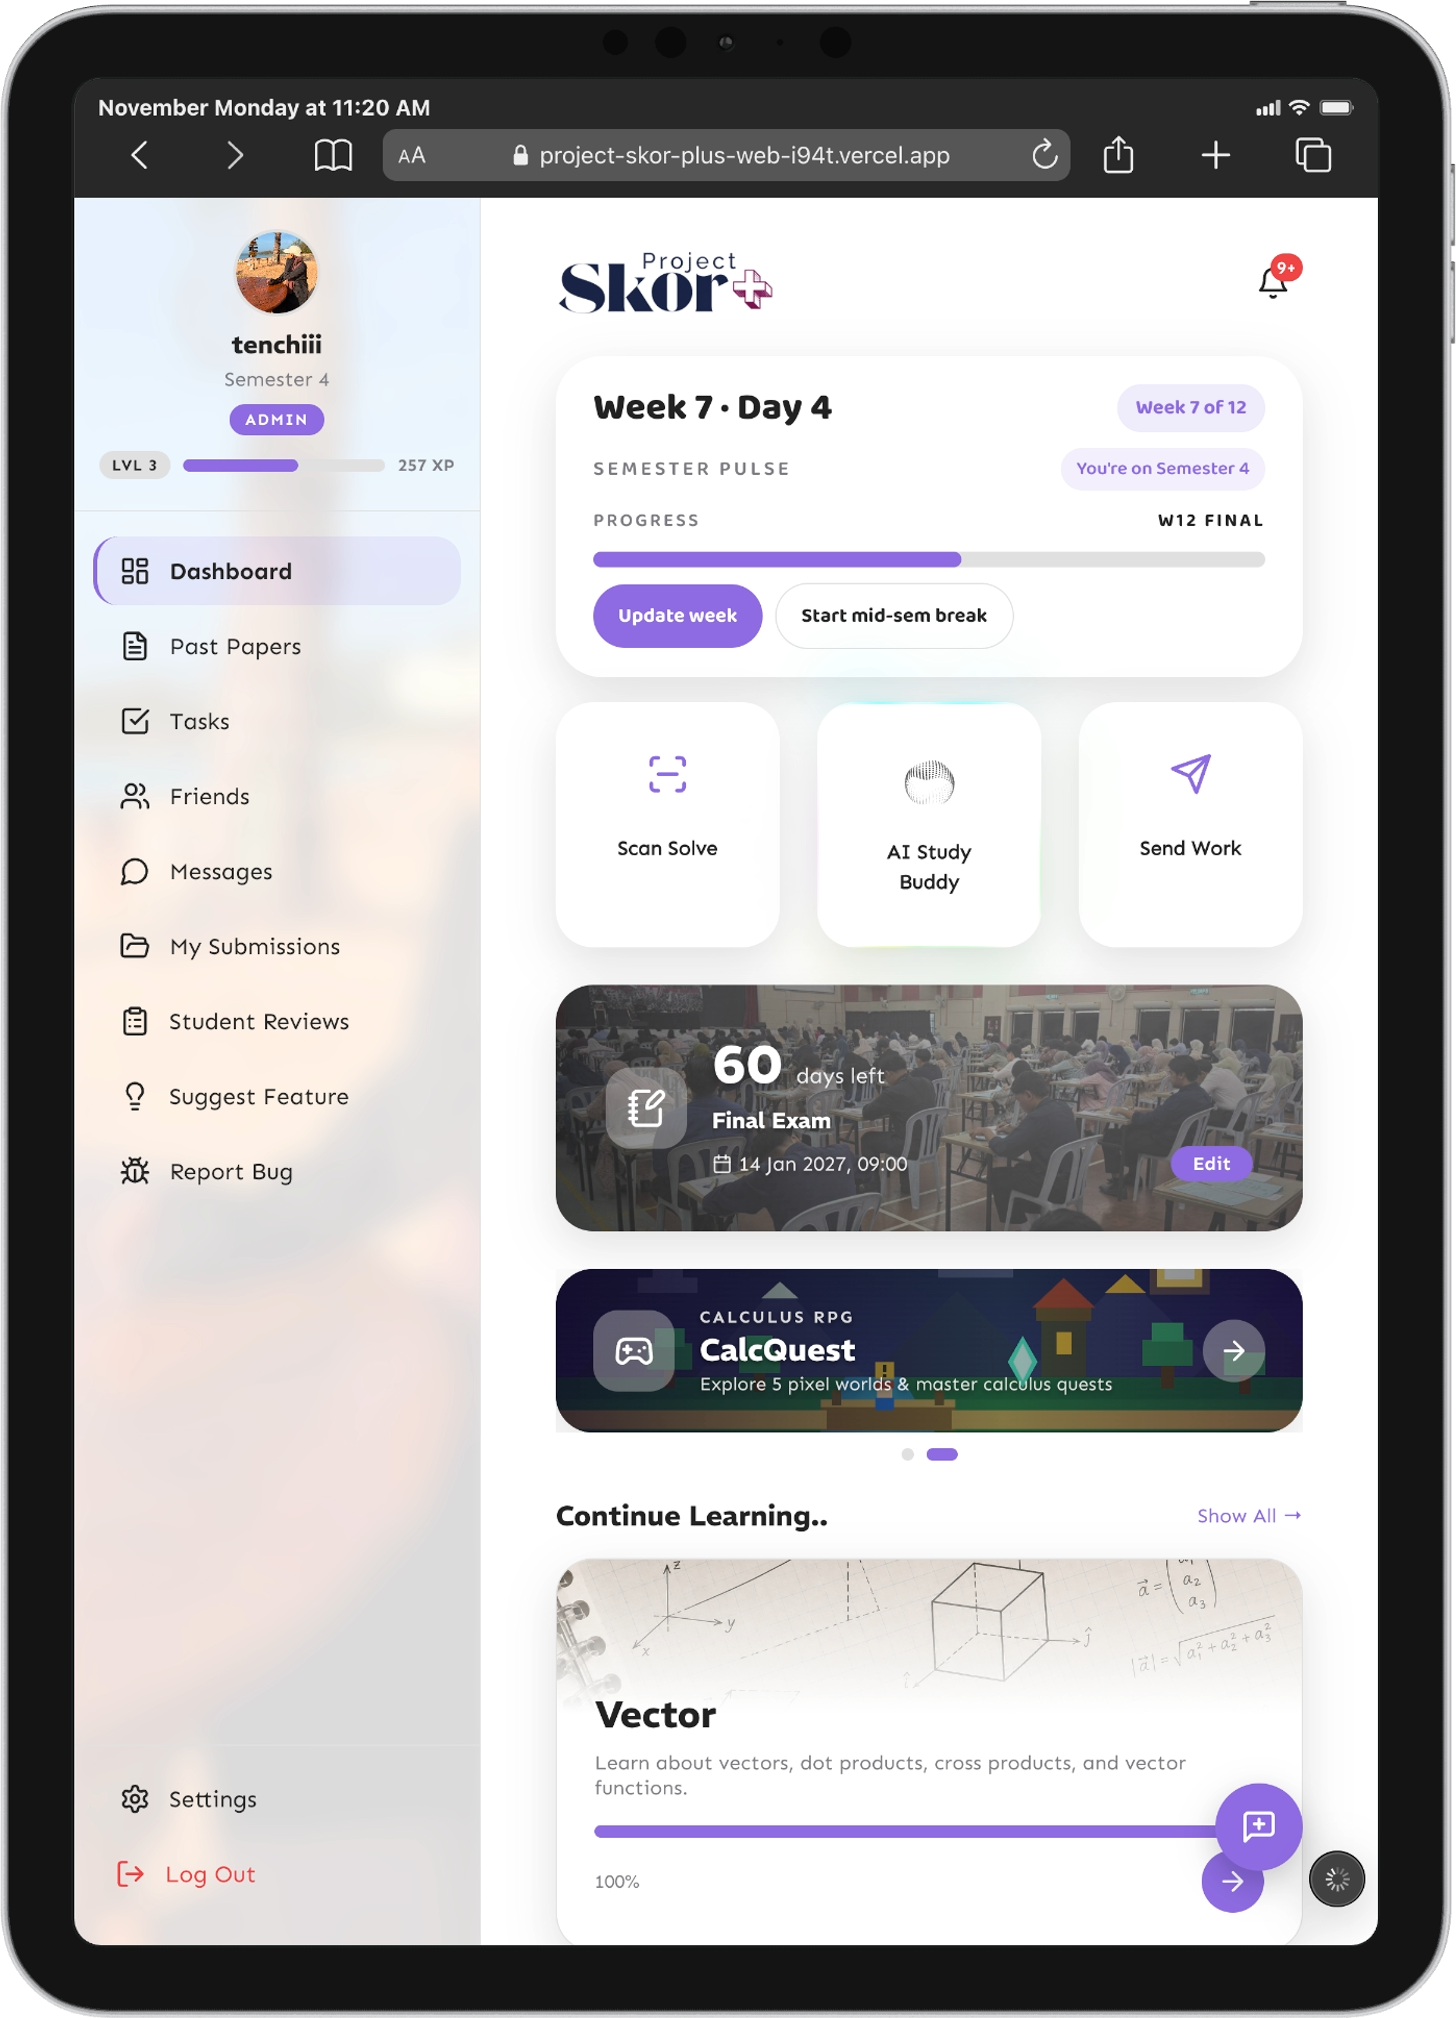 November Monday at 11:20 AM
AA
project-skor-plus-web-i94t.vercel.app
tenchiii
Semester 4
ADMIN
LVL 3
257 XP
Dashboard
Past Papers
Tasks
Friends
Messages
My Submissions
Student Reviews
Suggest Feature
Report Bug
Settings
Log Out
Project
Skor
9+
Week 7 · Day 4
Week 7 of 12
SEMESTER PULSE
You're on Semester 4
PROGRESS
W12 FINAL
Update week
Start mid-sem break
Scan Solve
AI Study
Buddy
Send Work
60 days left
Final Exam
14 Jan 2027, 09:00
Edit
CALCULUS RPG
CalcQuest
Explore 5 pixel worlds & master calculus quests
Continue Learning..
Show All →
z
y
x
j
a = ( a2 a3 )
|a| = √a1² + a2² + a3²
Vector
Learn about vectors, dot products, cross products, and vector
functions.
100%